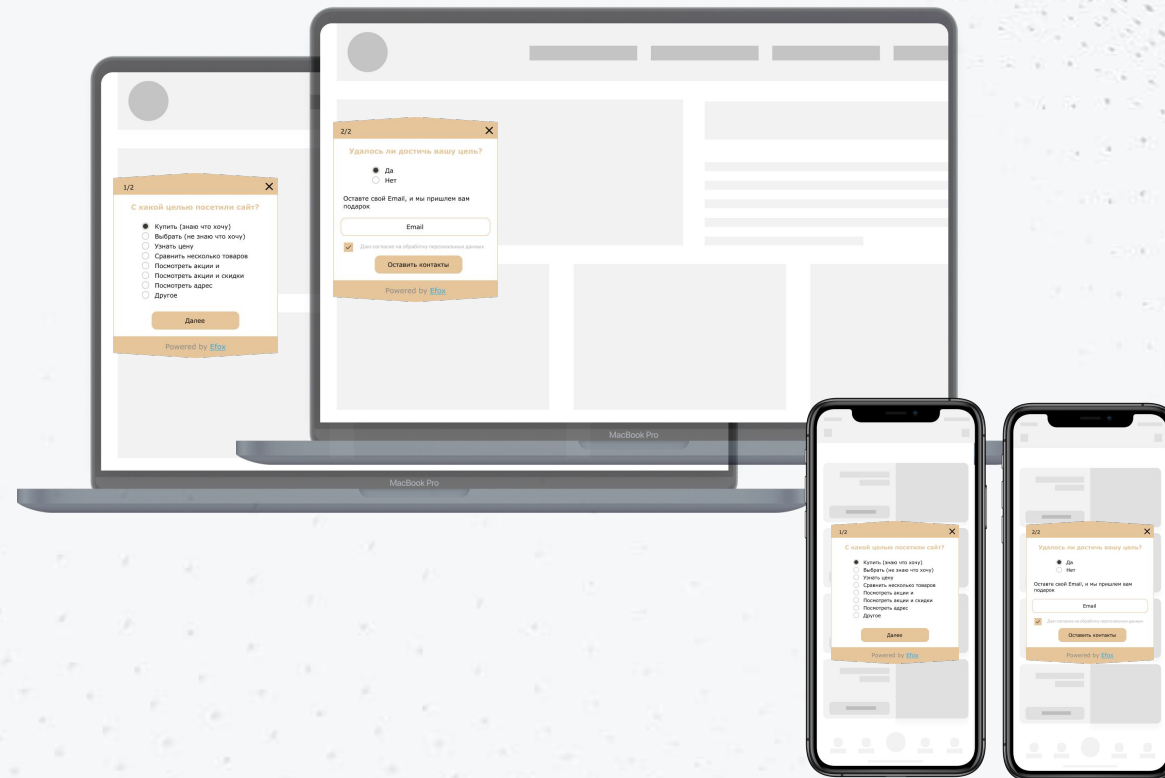 1/2
С какой целью посетили сайт?
Купить (знаю что хочу)
Выбрать (не знаю что хочу)
Узнать цену
Сравнить несколько товаров
Посмотреть акции и
Посмотреть акции и скидки
Посмотреть адрес
Другое
Далее
Powered by Efox
MacBook Pro
2/2
Удалось ли достичь вашу цель?
Да
Нет
Оставте свой Email, и мы пришлем вам
подарок
Email
Даю согласие на обработку персональных данных
Оставить контакты
Powered by Efox
MacBook Pro
1/2
С какой целью посетили сайт?
Купить (знаю что хочу)
Выбрать (не знаю что хочу)
Узнать цену
Сравнить несколько товаров
Посмотреть акции и
Посмотреть акции и скидки
Посмотреть адрес
Другое
Далее
Powered by Efox
2/2
Удалось ли достичь вашу цель?
Да
Нет
Оставте свой Email, и мы пришлем вам
подарок
Email
Даю согласие на обработку персональных данных
Оставить контакты
Powered by Efox